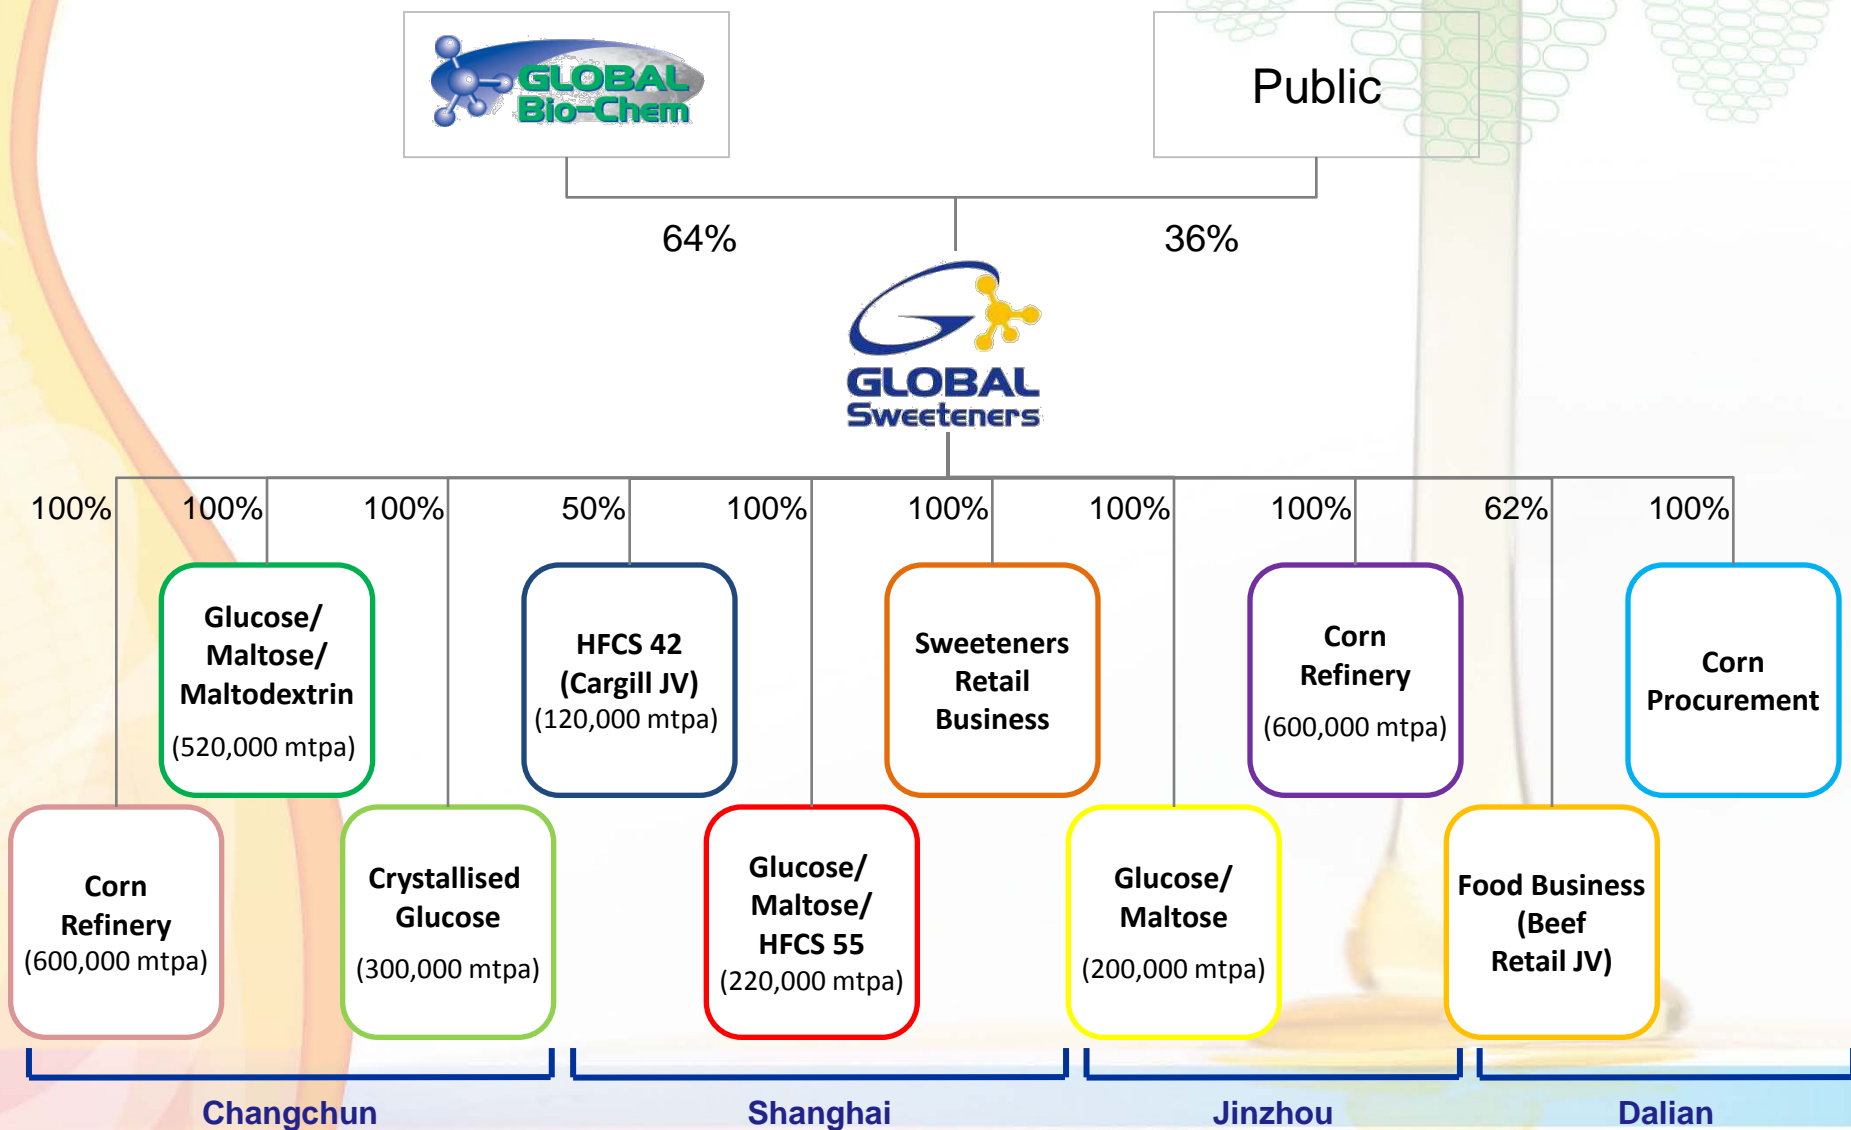 GLOBAL
Bio-Chem
Public
64%
36%
GLOBAL
Sweeteners
100%
100%
100%
50%
100%
100%
100%
100%
62%
100%
Glucose/
Maltose/
Maltodextrin
(520,000 mtpa)
HFCS 42
(Cargill JV)
(120,000 mtpa)
Sweeteners
Retail
Business
Corn
Refinery
(600,000 mtpa)
Corn
Procurement
Corn
Refinery
(600,000 mtpa)
Crystallised
Glucose
(300,000 mtpa)
Glucose/
Maltose/
HFCS 55
(220,000 mtpa)
Glucose/
Maltose
(200,000 mtpa)
Food Business
(Beef
Retail JV)
Changchun
Shanghai
Jinzhou
Dalian